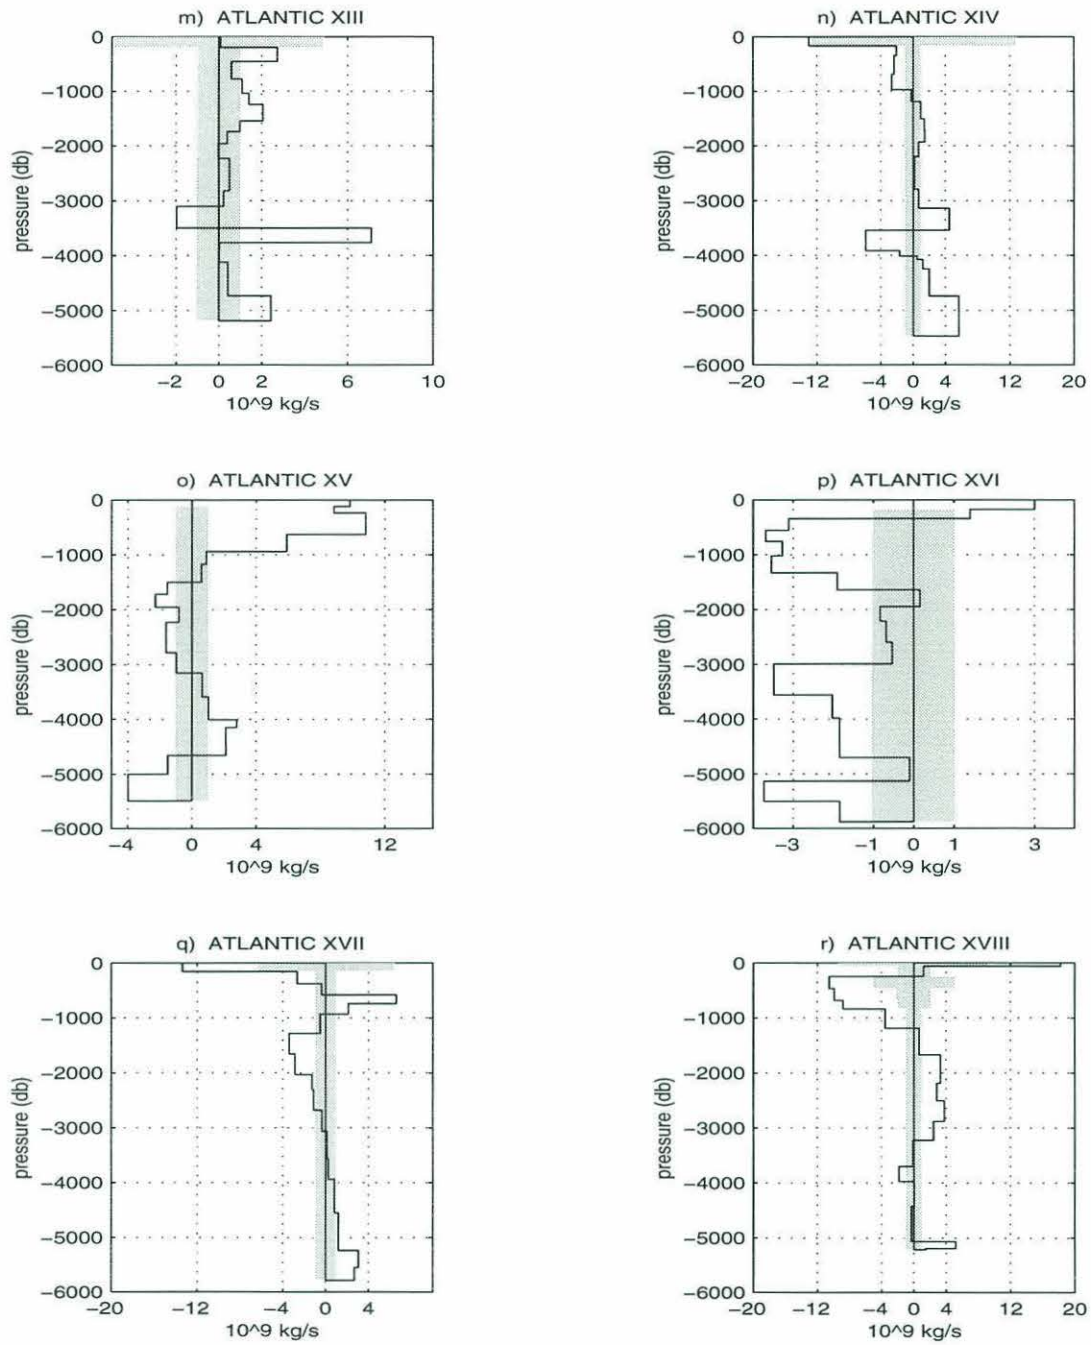 m) ATLANTIC XIII
0
−1000
−2000
−3000
−4000
−5000
−6000
pressure (db)
−2 0 2 6 10
10^9 kg/s
n) ATLANTIC XIV
0
−1000
−2000
−3000
−4000
−5000
−6000
pressure (db)
−20 −12 −4 0 4 12 20
10^9 kg/s
o) ATLANTIC XV
0
−1000
−2000
−3000
−4000
−5000
−6000
pressure (db)
−4 0 4 12
10^9 kg/s
p) ATLANTIC XVI
0
−1000
−2000
−3000
−4000
−5000
−6000
pressure (db)
−3 −1 0 1 3
10^9 kg/s
q) ATLANTIC XVII
0
−1000
−2000
−3000
−4000
−5000
−6000
pressure (db)
−20 −12 −4 0 4
10^9 kg/s
r) ATLANTIC XVIII
0
−1000
−2000
−3000
−4000
−5000
−6000
pressure (db)
−20 −12 −4 0 4 12 20
10^9 kg/s